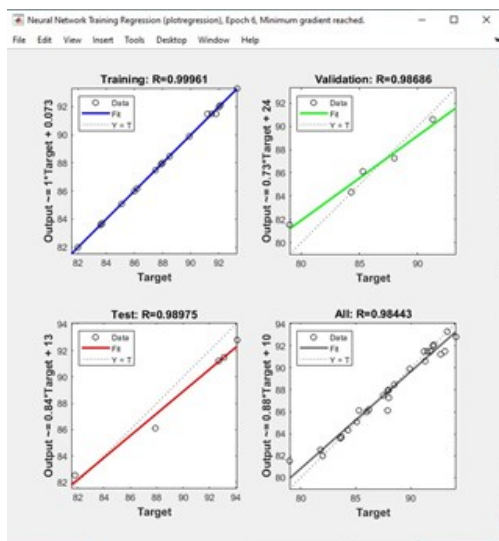 Neural Network Training Regression (plotregression), Epoch 6, Minimum gradient reached.
File Edit View Insert Tools Desktop Window Help
Training: R=0.99961
Output ~= 1*Target + 0.073
92
90
88
86
84
82
Data
Fit
Y = T
82 84 86 88 90 92
Target
Validation: R=0.98686
Output ~= 0.73*Target + 24
92
90
88
86
84
82
80
Data
Fit
Y = T
80 85 90
Target
Test: R=0.98975
Output ~= 0.84*Target + 13
94
92
90
88
86
84
82
Data
Fit
Y = T
82 84 86 88 90 92 94
Target
All: R=0.98443
Output ~= 0.88*Target + 10
94
92
90
88
86
84
82
80
Data
Fit
Y = T
80 85 90
Target